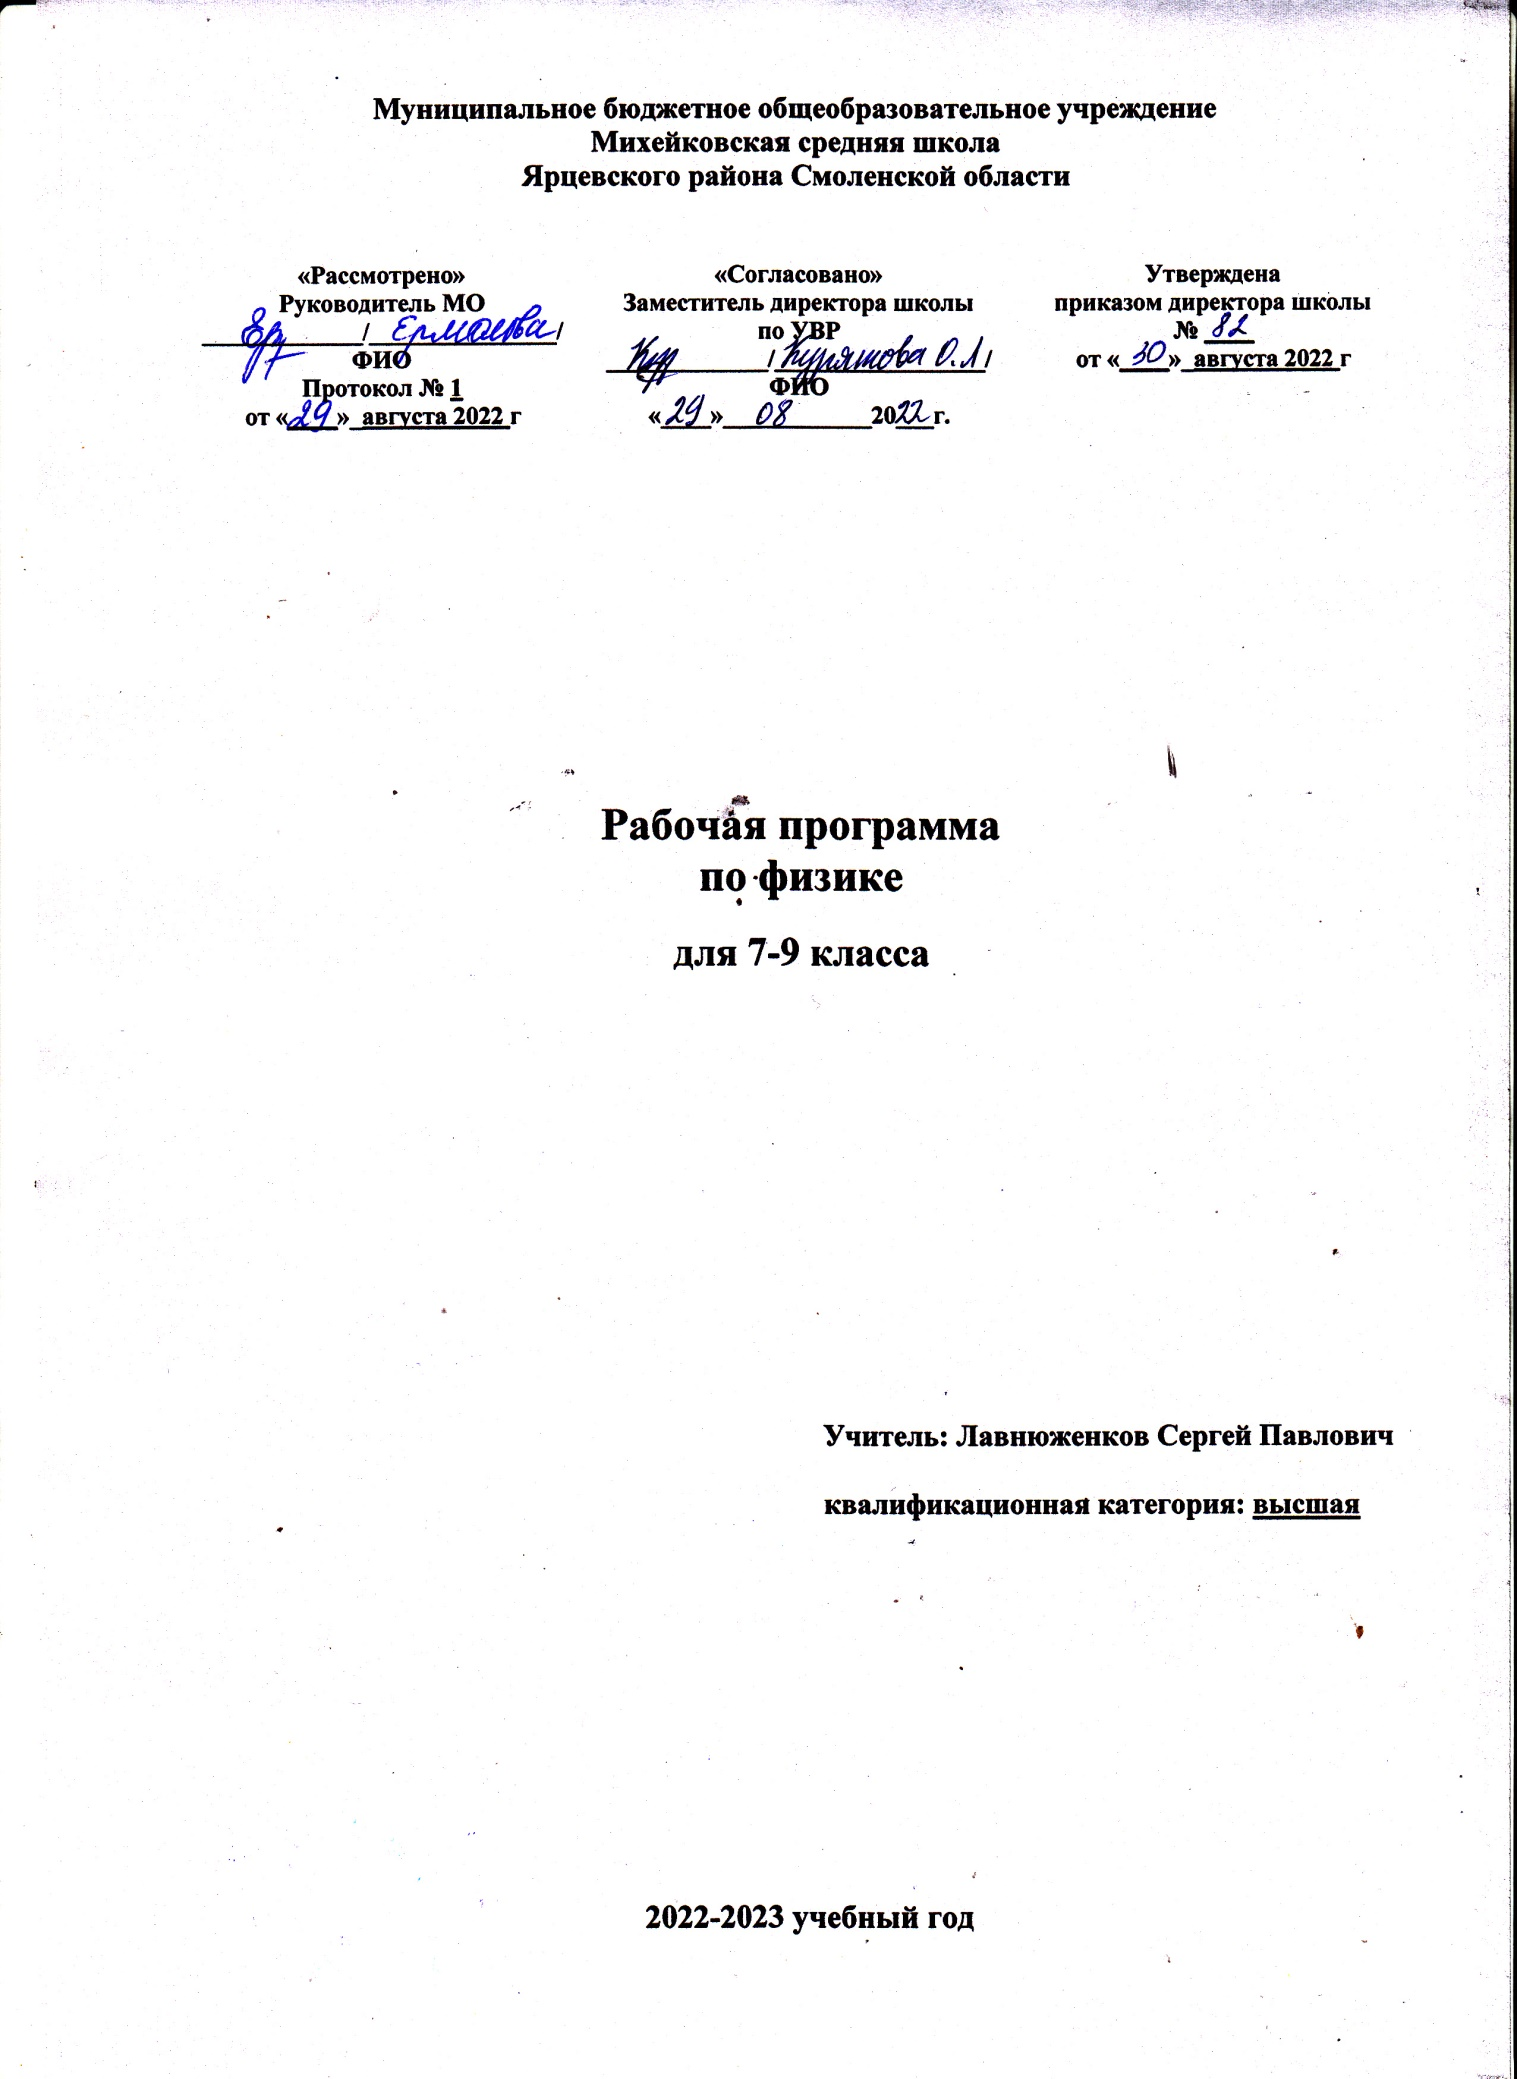 Муниципальное бюджетное общеобразовательное учреждение
Михейковская средняя школа
Ярцевского района Смоленской области
«Рассмотрено»
Руководитель МО
/ Ермолова /
ФИО
Протокол № 1
от «29» августа 2022 г
«Согласовано»
Заместитель директора школы
по УВР
/ О.Л /
ФИО
«29» 08 2022 г.
Утверждена
приказом директора школы
№ 82
от «30» августа 2022 г
Рабочая программа
по физике
для 7-9 класса
Учитель: Лавнюженков Сергей Павлович
квалификационная категория: высшая
2022-2023 учебный год